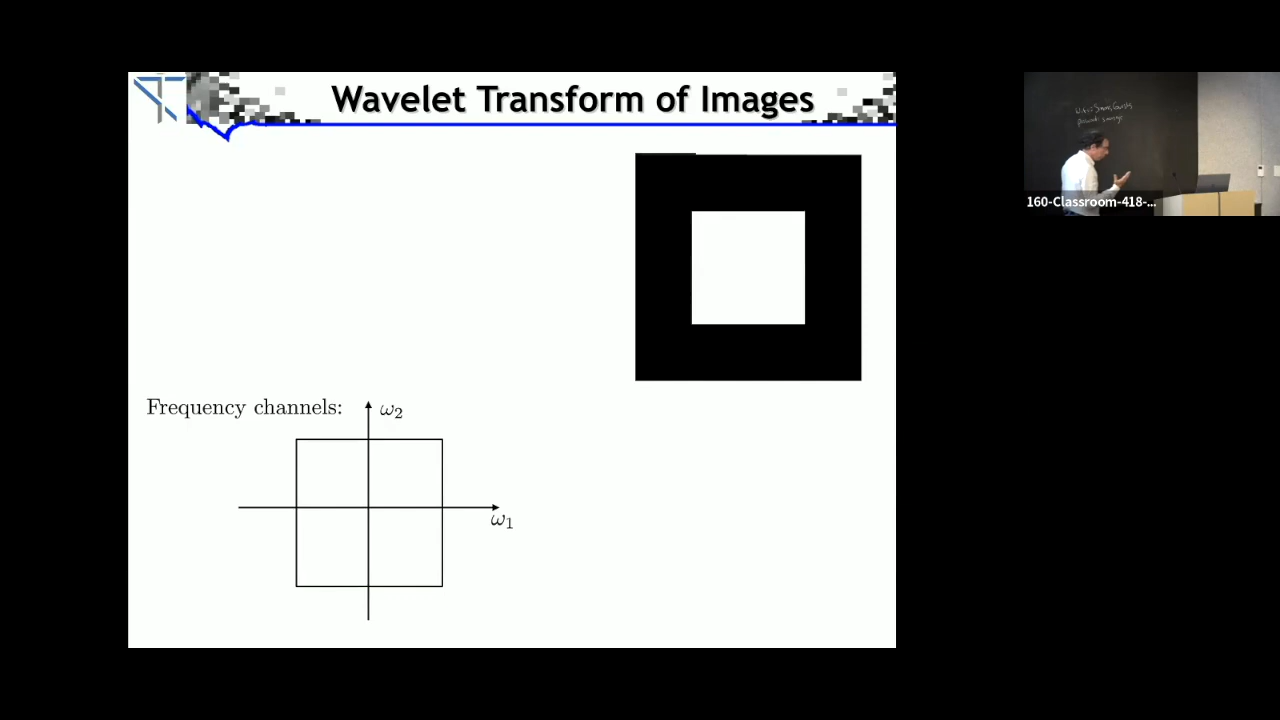 Wavelet Transform of Images
Frequency channels:
ω₂
ω₁
160-Classroom-418-...